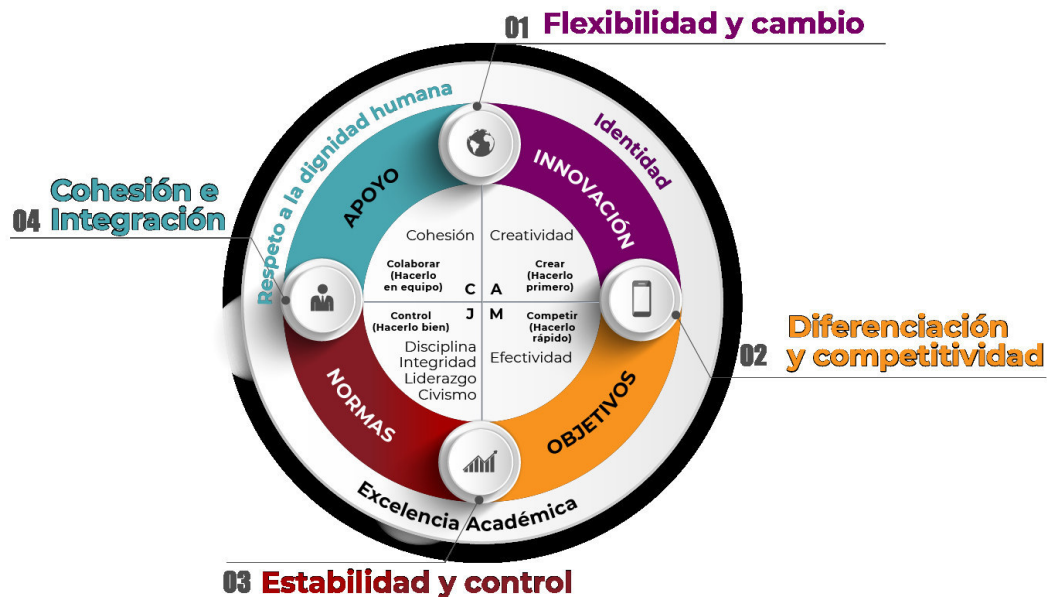 01 Flexibilidad y cambio
Respeto a la dignidad humana
Identidad
APOYO
INNOVACIÓN
04 Cohesión e
Integración
Cohesión
Creatividad
Colaborar
(Hacerlo
en equipo)
C
Crear
(Hacerlo
primero)
A
Control
(Hacerlo bien)
J
Disciplina
Integridad
Liderazgo
Civismo
M
Competir
(Hacerlo
rápido)
Efectividad
02 Diferenciación
y competitividad
NORMAS
OBJETIVOS
Excelencia Académica
03 Estabilidad y control